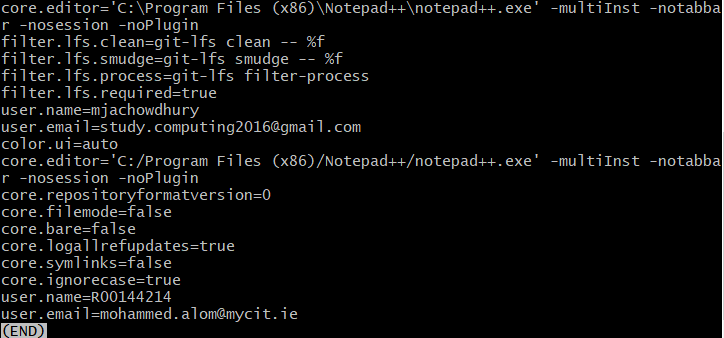 core.editor='C:\Program Files (x86)\Notepad++\notepad++.exe' -multiInst -notabba
r -nosession -noPlugin
filter.lfs.clean=git-lfs clean -- %f
filter.lfs.smudge=git-lfs smudge -- %f
filter.lfs.process=git-lfs filter-process
filter.lfs.required=true
user.name=mjachowdhury
user.email=study.computing2016@gmail.com
color.ui=auto
core.editor='C:/Program Files (x86)/Notepad++/notepad++.exe' -multiInst -notabba
r -nosession -noPlugin
core.repositoryformatversion=0
core.filemode=false
core.bare=false
core.logallrefupdates=true
core.symlinks=false
core.ignorecase=true
user.name=R00144214
user.email=mohammed.alom@mycit.ie
(END)